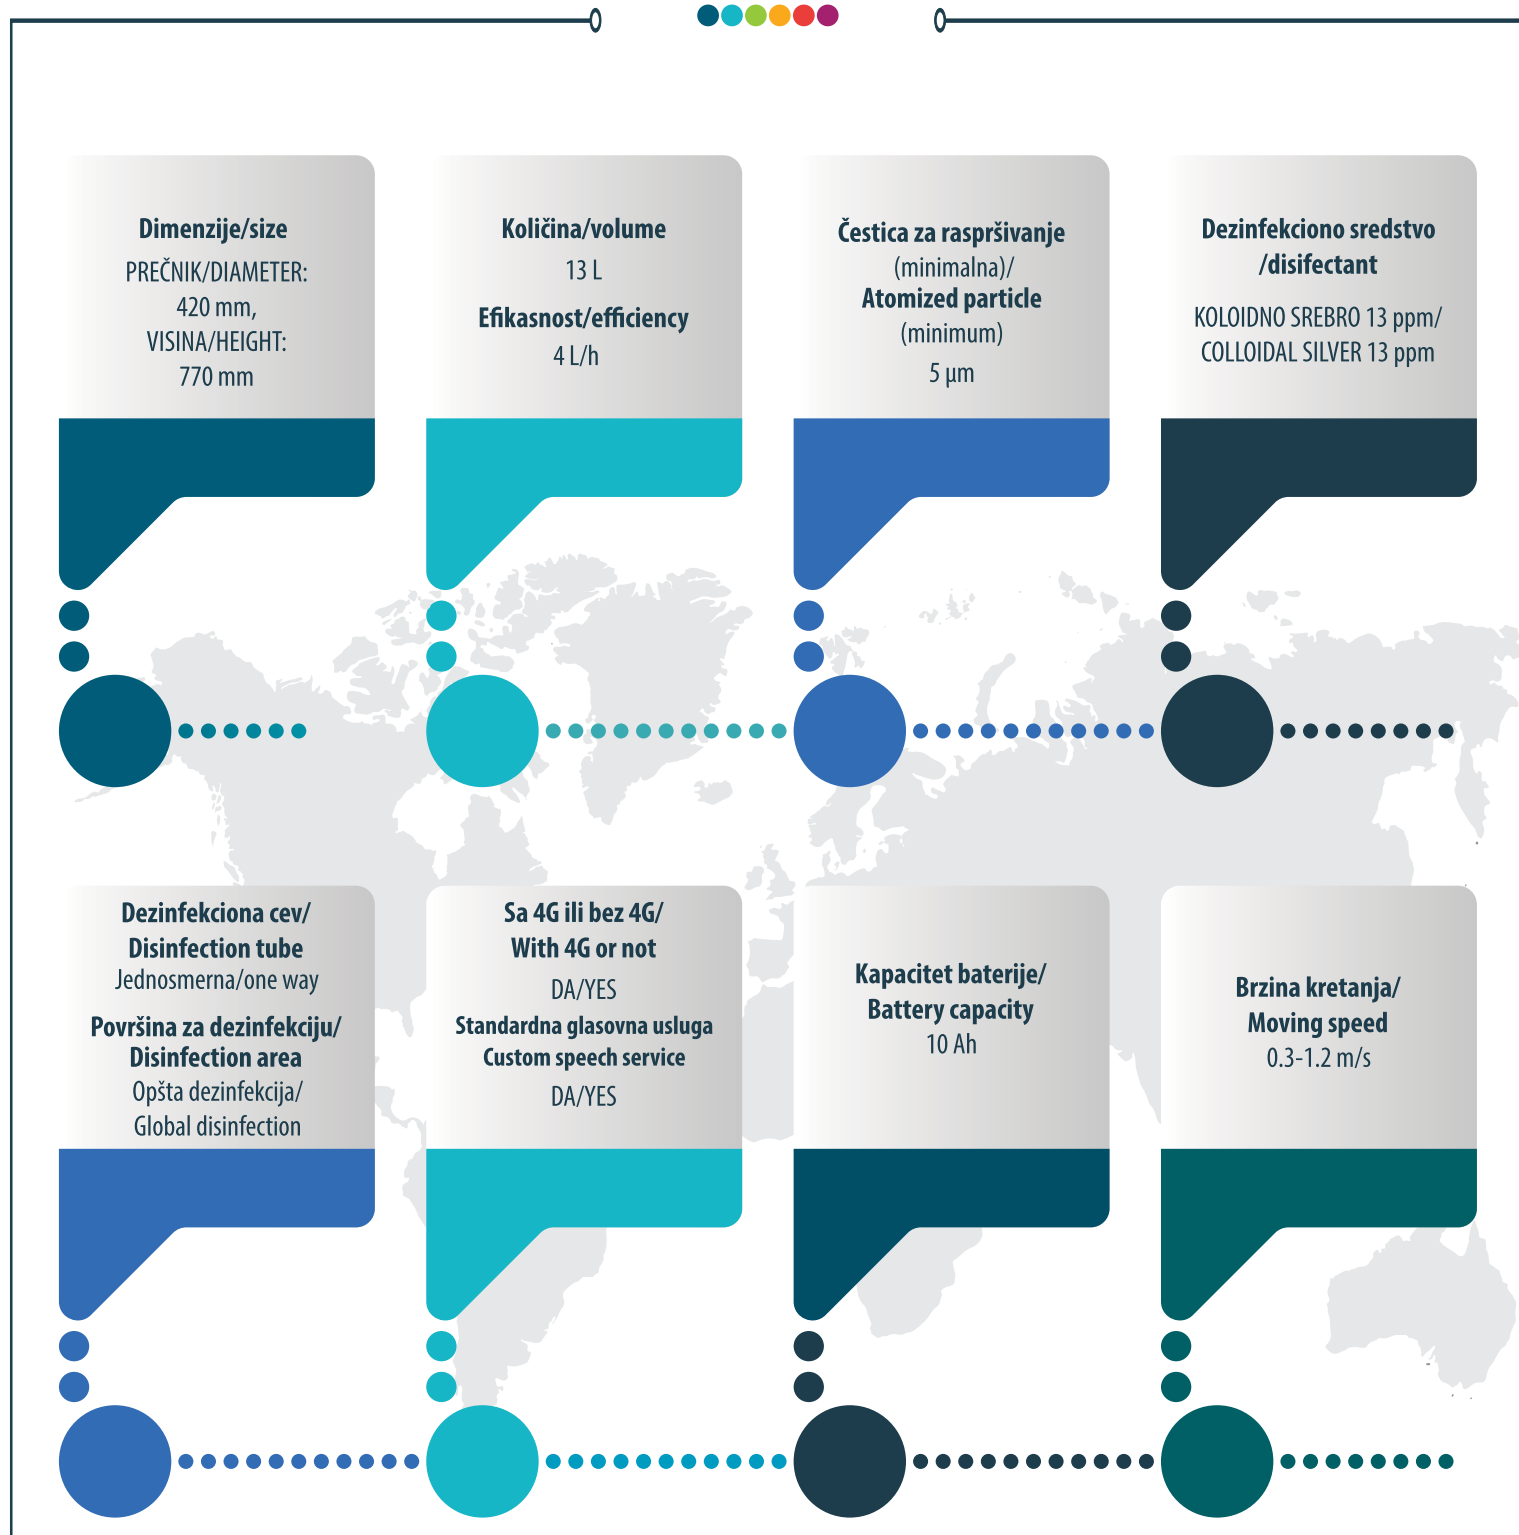 Dimenzije/size
PREČNIK/DIAMETER:
420 mm,
VISINA/HEIGHT:
770 mm
Količina/volume
13 L
Efikasnost/efficiency
4 L/h
Čestica za raspršivanje
(minimalna)/
Atomized particle
(minimum)
5 µm
Dezinfekciono sredstvo
/disifectant
KOLOIDNO SREBRO 13 ppm/
COLLOIDAL SILVER 13 ppm
Dezinfekciona cev/
Disinfection tube
Jednosmerna/one way
Površina za dezinfekciju/
Disinfection area
Opšta dezinfekcija/
Global disinfection
Sa 4G ili bez 4G/
With 4G or not
DA/YES
Standardna glasovna usluga
Custom speech service
DA/YES
Kapacitet baterije/
Battery capacity
10 Ah
Brzina kretanja/
Moving speed
0.3-1.2 m/s